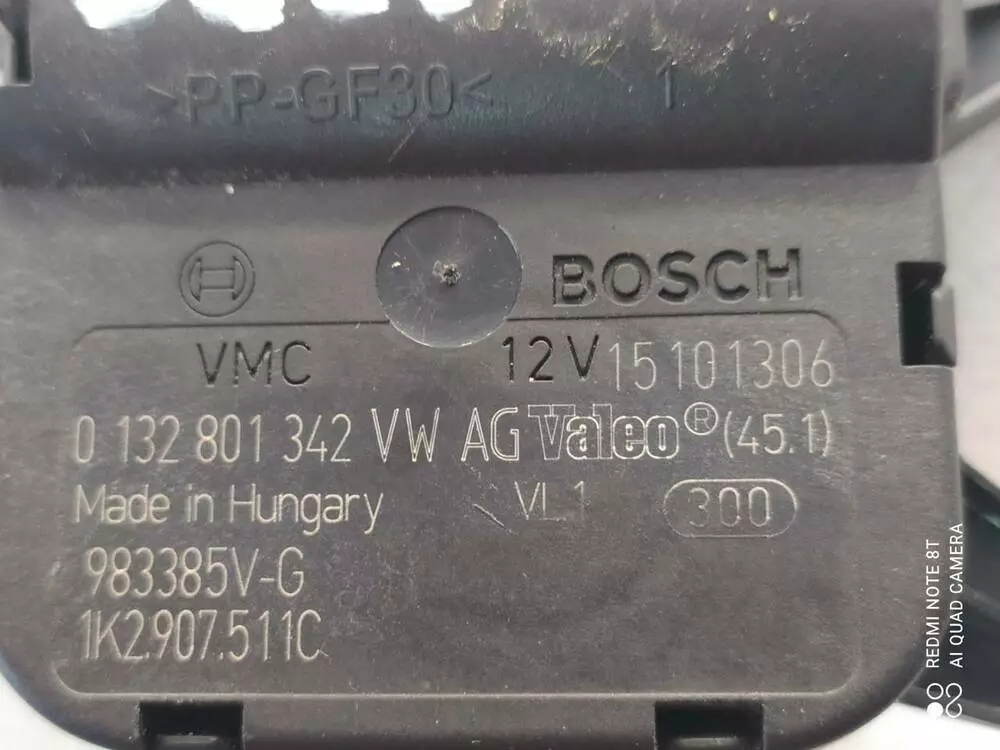 >PP-GF30< 1
BOSCH
VMC 12V 15101306
0 132 801 342 VW AG Valeo® (45.1)
Made in Hungary VL1 300
983385V-G
1K2.907.511C
REDMI NOTE 8T
AI QUAD CAMERA